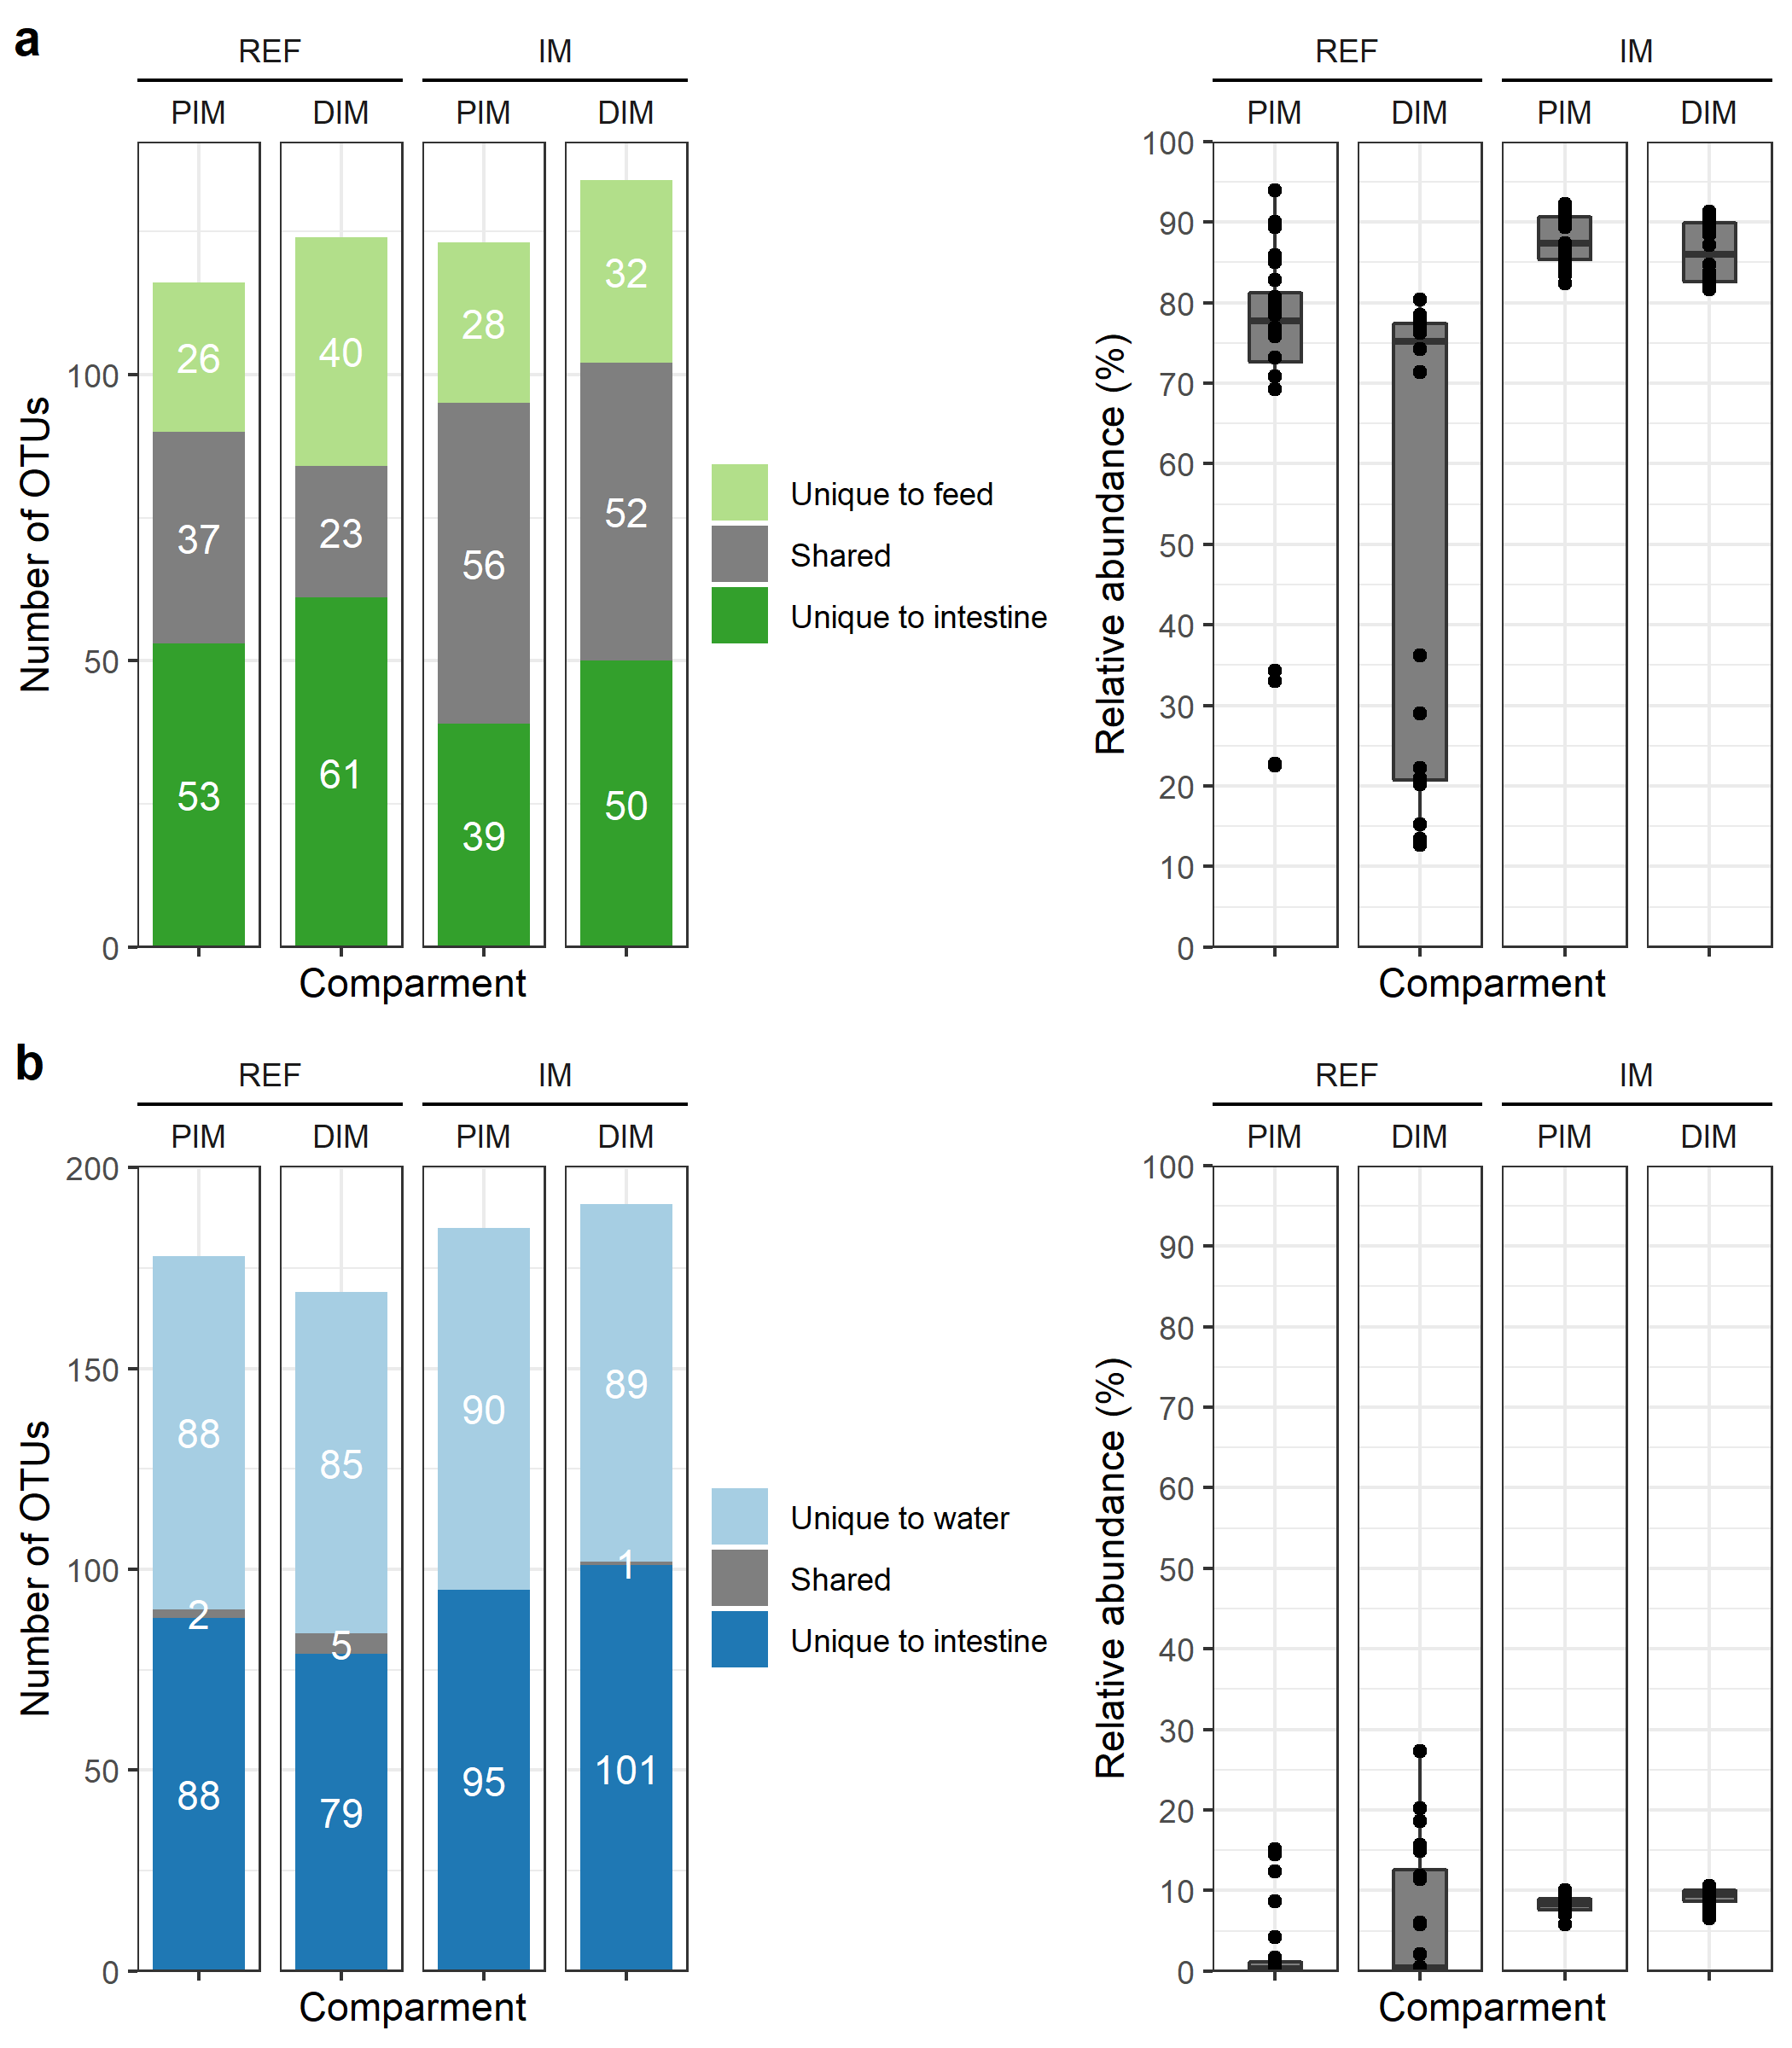 a
REF IM
PIM DIM PIM DIM
Number of OTUs
100
50
0
26 40 28 32
37 23 56 52
53 61 39 50
Comparment
Unique to feed
Shared
Unique to intestine
REF IM
PIM DIM PIM DIM
Relative abundance (%)
100
90
80
70
60
50
40
30
20
10
0
Comparment
b
REF IM
PIM DIM PIM DIM
Number of OTUs
200
150
100
50
0
88 85 90 89
2 5 1
88 79 95 101
Comparment
Unique to water
Shared
Unique to intestine
REF IM
PIM DIM PIM DIM
Relative abundance (%)
100
90
80
70
60
50
40
30
20
10
0
Comparment